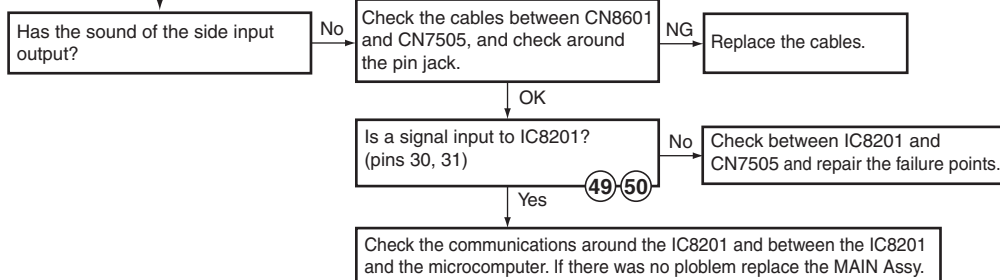 Has the sound of the side input
output?
No
Check the cables between CN8601
and CN7505, and check around
the pin jack.
NG
Replace the cables.
OK
Is a signal input to IC8201?
(pins 30, 31)
49 50
No
Check between IC8201 and
CN7505 and repair the failure points.
Yes
Check the communications around the IC8201 and between the IC8201
and the microcomputer. If there was no ploblem replace the MAIN Assy.